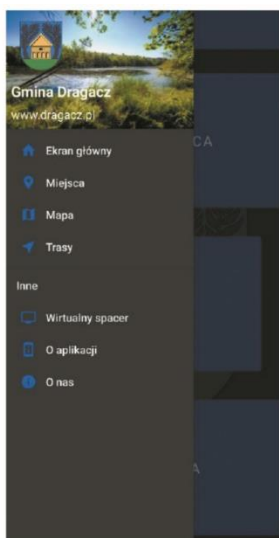 Gmina Dragacz
www.dragacz.pl
Ekran główny
Miejsca
Mapa
Trasy
Inne
Wirtualny spacer
O aplikacji
O nas